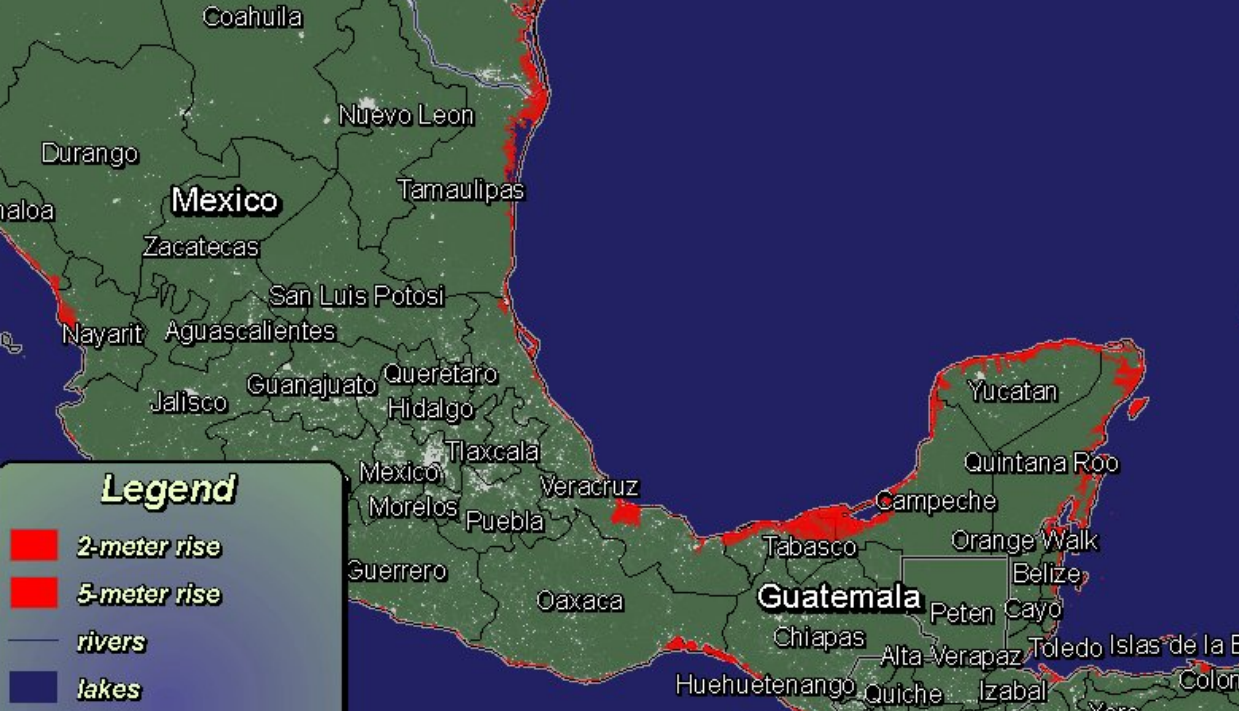 Coahuila
Nuevo Leon
Durango
Tamaulipas
Mexico
Zacatecas
San Luis Potosi
Nayarit
Aguascalientes
Guanajuato
Queretaro
Yucatan
Jalisco
Hidalgo
Tlaxcala
Quintana Roo
Mexico
Veracruz
Campeche
Morelos
Puebla
Orange Walk
Tabasco
Guerrero
Belize
Oaxaca
Guatemala
Peten
Cayo
Chiapas
Toledo
Islas de la
Alta Verapaz
Huehuetenango
Quiche
Izabal
Legend
2-meter rise
5-meter rise
rivers
lakes